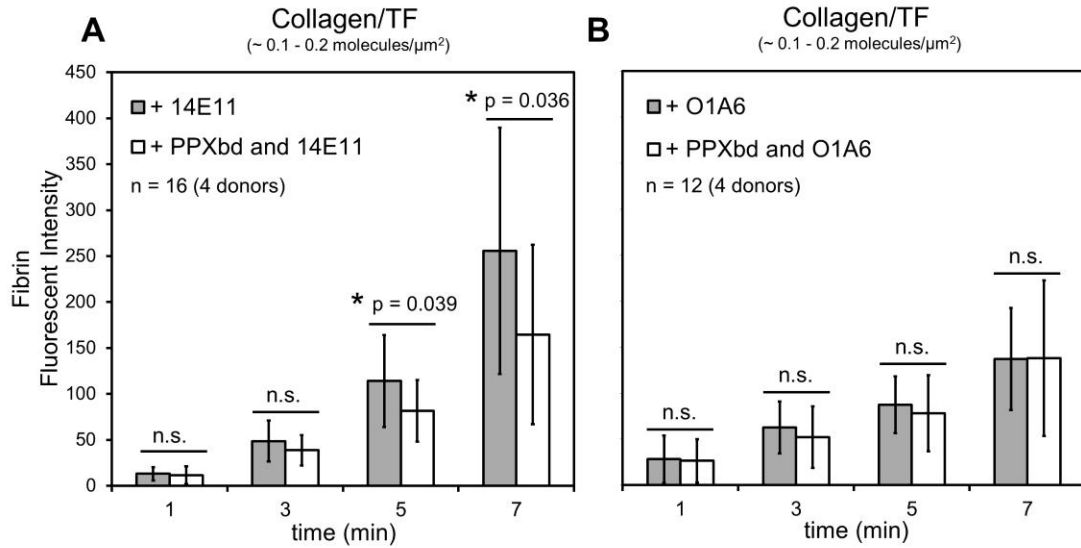 A
Collagen/TF
(~ 0.1 - 0.2 molecules/µm²)
Fibrin
Fluorescent Intensity
450
400
350
300
250
200
150
100
50
0
+ 14E11
+ PPXbd and 14E11
n = 16 (4 donors)
n.s.
n.s.
* p = 0.039
* p = 0.036
1 3 5 7
time (min)
B
Collagen/TF
(~ 0.1 - 0.2 molecules/µm²)
+ O1A6
+ PPXbd and O1A6
n = 12 (4 donors)
n.s.
n.s.
n.s.
n.s.
1 3 5 7
time (min)